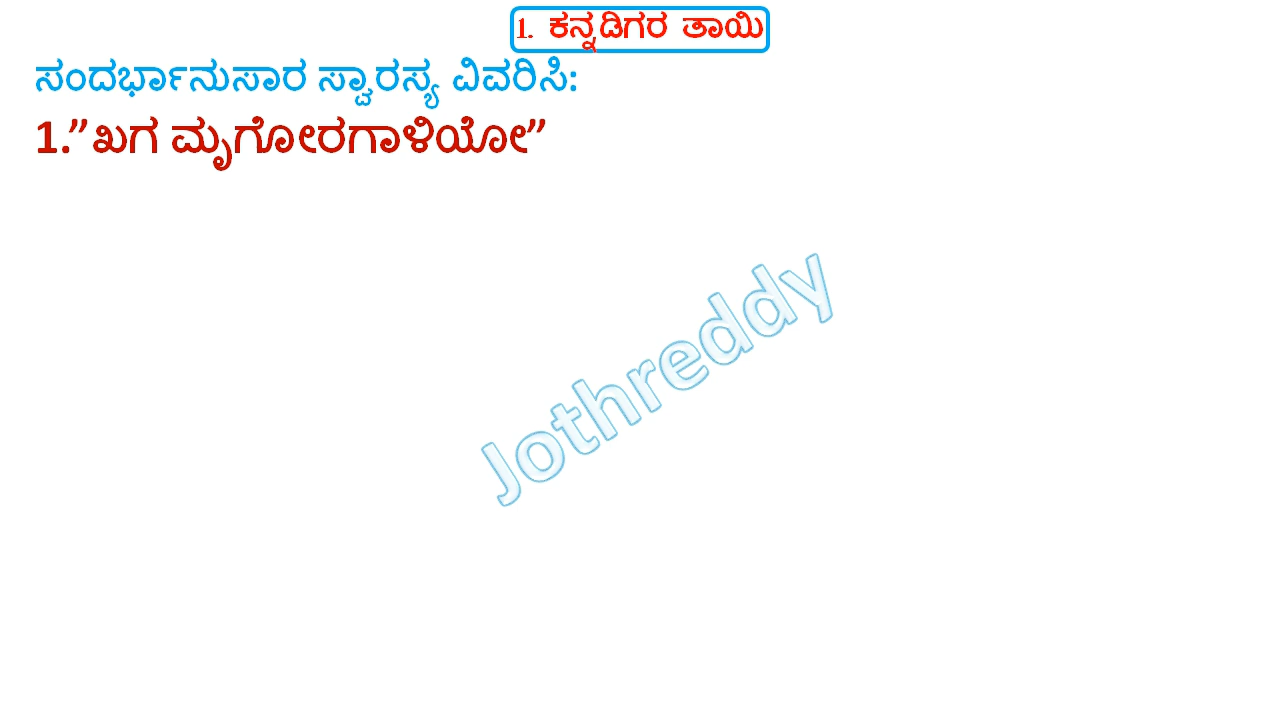 1. ಕನ್ನಡಿಗರ ತಾಯಿ
ಸಂದರ್ಭಾನುಸಾರ ಸ್ವಾರಸ್ಯ ವಿವರಿಸಿ:
1.”ಖಗ ಮೃಗೋರಗಾಳಿಯೋ”
Jothreddy